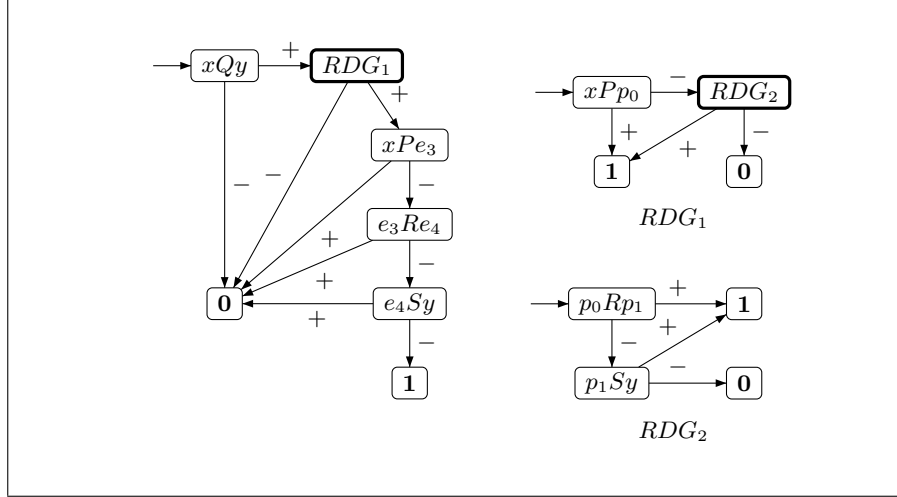 xQy
+
RDG₁
+
−
−
xPe₃
+
−
e₃Re₄
+
−
0
+
e₄Sy
−
1
xPp₀
−
RDG₂
+
+
−
1
0
RDG₁
p₀Rp₁
+
1
−
+
p₁Sy
−
0
RDG₂